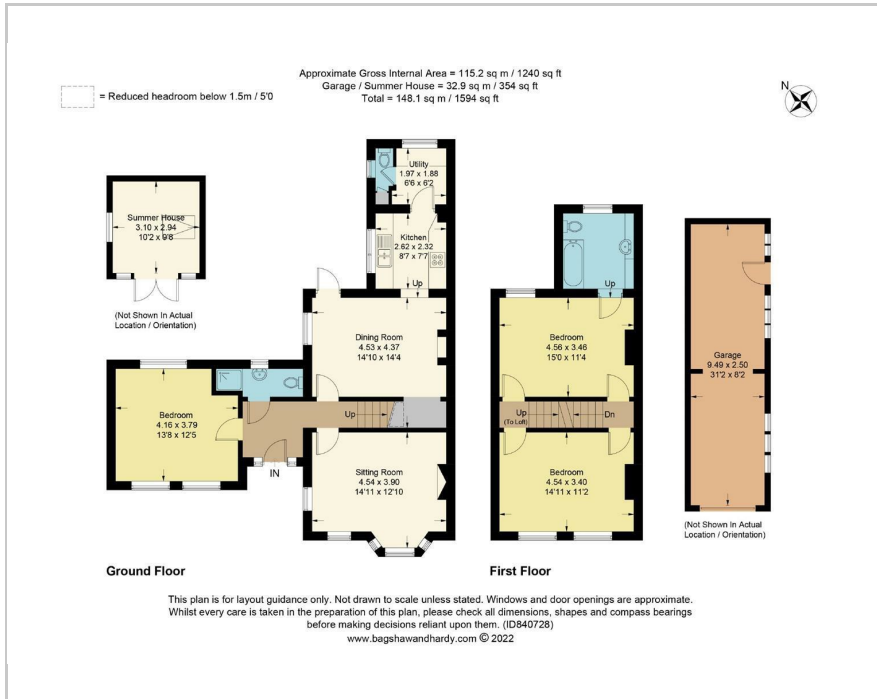 Approximate Gross Internal Area = 115.2 sq m / 1240 sq ft
Garage / Summer House = 32.9 sq m / 354 sq ft
Total = 148.1 sq m / 1594 sq ft
= Reduced headroom below 1.5m / 5'0
N
Utility
1.97 x 1.88
6'6 x 6'2
Summer House
3.10 x 2.94
10'2 x 9'8
(Not Shown In Actual
Location / Orientation)
Kitchen
2.62 x 2.32
8'7 x 7'7
Up
Dining Room
4.53 x 4.37
14'10 x 14'4
Bedroom
4.16 x 3.79
13'8 x 12'5
Up
IN
Sitting Room
4.54 x 3.90
14'11 x 12'10
Ground Floor
Up
Bedroom
4.56 x 3.46
15'0 x 11'4
Up
(To Loft)
Dn
Bedroom
4.54 x 3.40
14'11 x 11'2
First Floor
Garage
9.49 x 2.50
31'2 x 8'2
(Not Shown In Actual
Location / Orientation)
This plan is for layout guidance only. Not drawn to scale unless stated. Windows and door openings are approximate.
Whilst every care is taken in the preparation of this plan, please check all dimensions, shapes and compass bearings
before making decisions reliant upon them. (ID840728)
www.bagshawandhardy.com © 2022